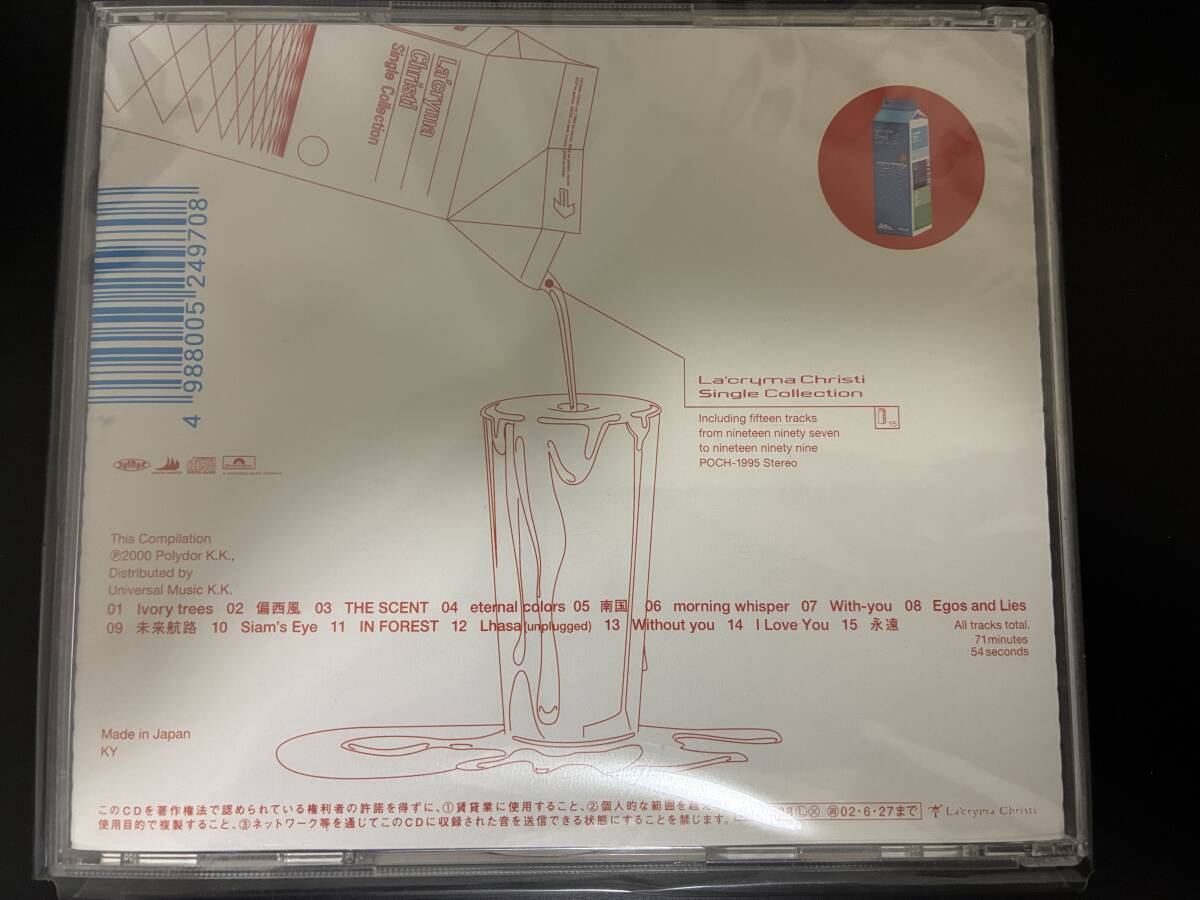 La'cryma
Christi
Single Collection
4 988005 249708
La'cryma Christi
Single Collection
15
Including fifteen tracks
from nineteen ninety seven
to nineteen ninety nine
POCH-1995 Stereo
This Compilation
Ⓟ2000 Polydor K.K.,
Distributed by
Universal Music K.K.
01 Ivory trees 02 偏西風 03 THE SCENT 04 eternal colors 05 南国 06 morning whisper 07 With-you 08 Egos and Lies
09 未来航路 10 Siam's Eye 11 IN FOREST 12 Lhasa(unplugged) 13 Without you 14 I Love You 15 永遠
All tracks total.
71minutes
54seconds
Made in Japan
KY
このCDを著作権法で認められている権利者の許諾を得ずに、①賃貸業に使用すること、②個人的な範囲を超え
使用目的で複製すること、③ネットワーク等を通じてこのCDに収録された音を送信できる状態にすることを禁じます。
02・6・27まで
La'cryma Christi